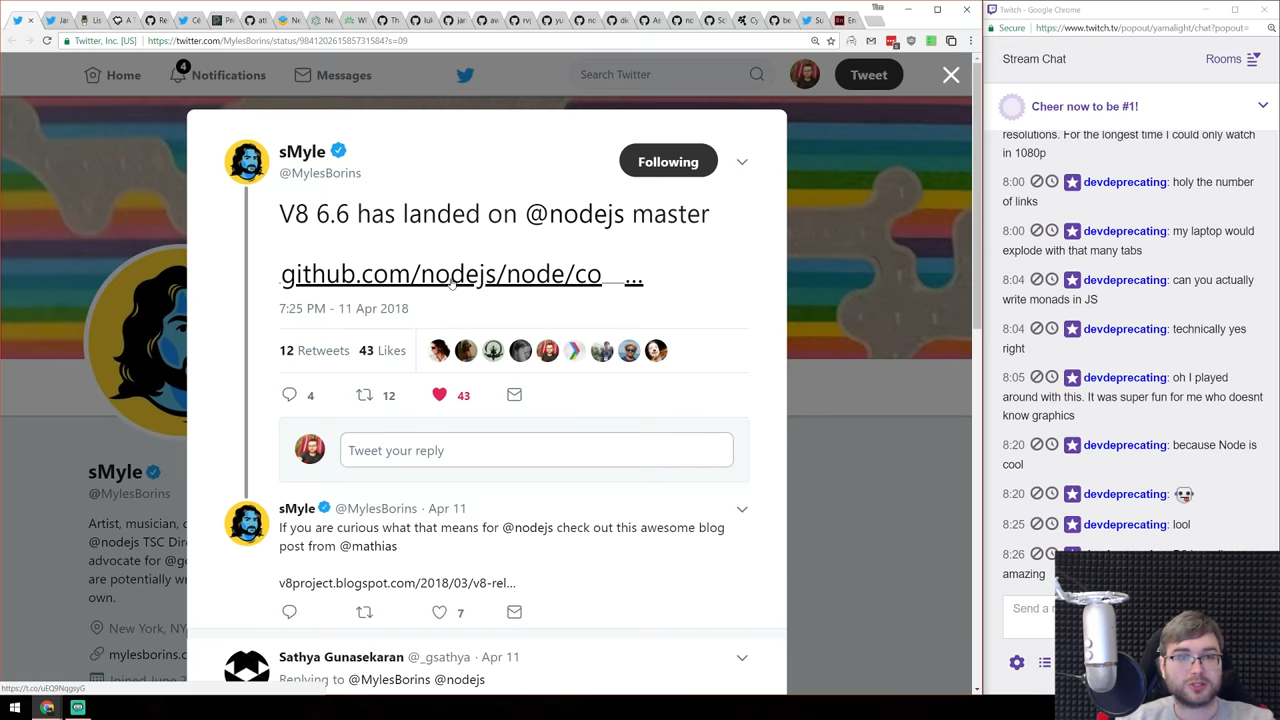 Twitch - Google Chrome
Twitter, Inc. [US]
https://twitter.com/MylesBorins/status/984120261585731584?s=09
Secure
https://www.twitch.tv/popout/yamalight/chat?popout=
Home
4
Notifications
Messages
Search Twitter
Tweet
sMyle
@MylesBorins
Following
V8 6.6 has landed on @nodejs master
github.com/nodejs/node/co ...
7:25 PM - 11 Apr 2018
12 Retweets 43 Likes
4
12
43
Tweet your reply
sMyle @MylesBorins · Apr 11
If you are curious what that means for @nodejs check out this awesome blog
post from @mathias
v8project.blogspot.com/2018/03/v8-rel...
7
Sathya Gunasekaran @_gsathya · Apr 11
Replying to @MylesBorins @nodejs
sMyle
@MylesBorins
Artist, musician,
@nodejs TSC
advocate for
are potentially
own.
New York, NY
mylesborins.c
Joined June
https://t.co/uEQ9NqgsyG
Stream Chat
Rooms
Cheer now to be #1!
resolutions. For the longest time I could only watch
in 1080p
8:00 devdeprecating: holy the number
of links
8:00 devdeprecating: my laptop would
explode with that many tabs
8:04 devdeprecating: can you actually
write monads in JS
8:04 devdeprecating: technically yes
right
8:05 devdeprecating: oh I played
around with this. It was super fun for me who doesnt
know graphics
8:20 devdeprecating: because Node is
cool
8:20 devdeprecating:
8:25 devdeprecating: lool
8:26
amazing
Send a